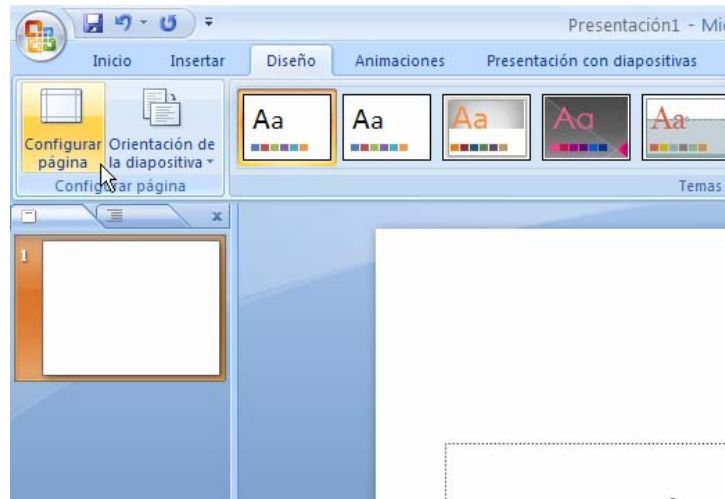 Presentación1 - Mi
Inicio Insertar Diseño Animaciones Presentación con diapositivas
Configurar página
Orientación de la diapositiva
Aa Aa Aa Aa Aa
Configurar página
Temas
1